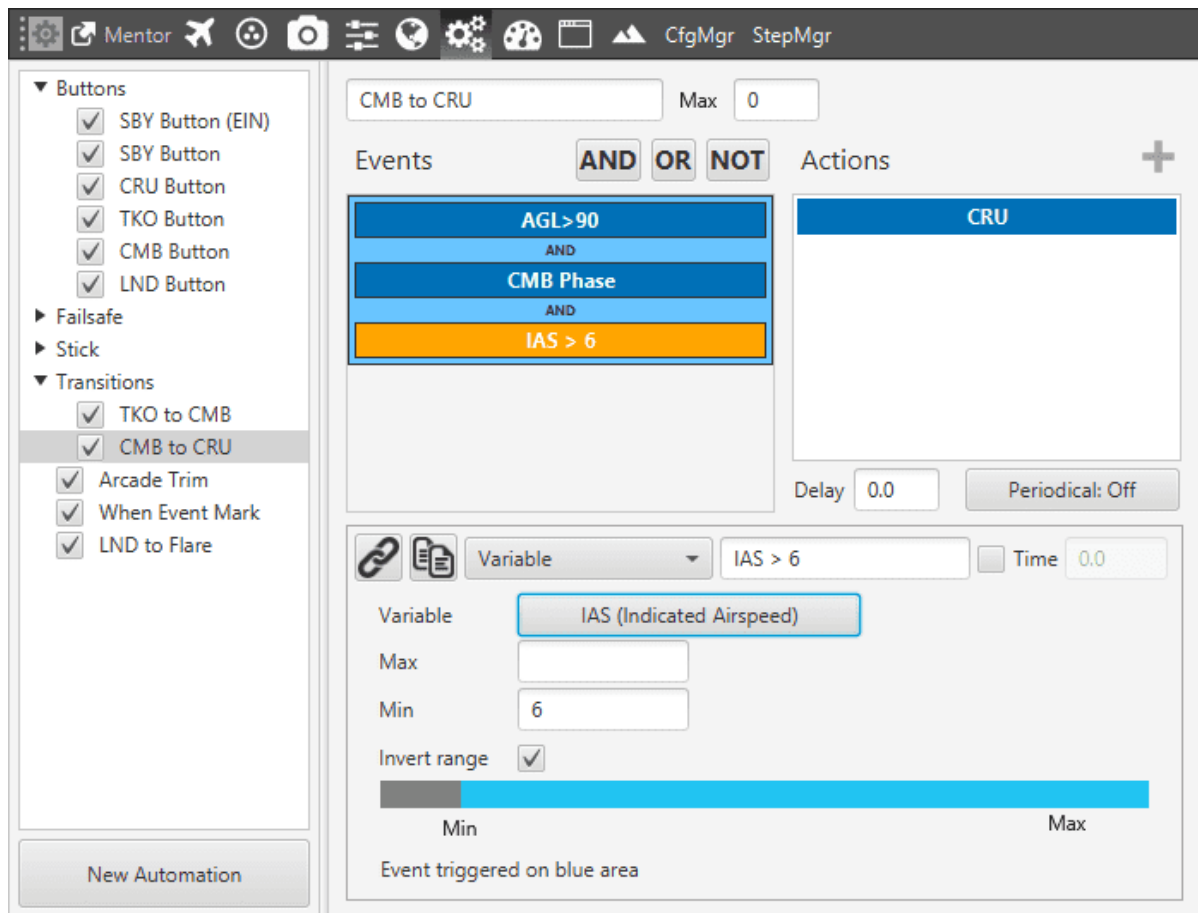 Mentor CfgMgr StepMgr
Buttons
SBY Button (EIN)
SBY Button
CRU Button
TKO Button
CMB Button
LND Button
Failsafe
Stick
Transitions
TKO to CMB
CMB to CRU
Arcade Trim
When Event Mark
LND to Flare
New Automation
CMB to CRU Max 0
Events AND OR NOT Actions
AGL>90
AND
CMB Phase
AND
IAS > 6
CRU
Delay 0.0 Periodical: Off
Variable IAS > 6 Time 0.0
Variable IAS (Indicated Airspeed)
Max
Min 6
Invert range
Min Max
Event triggered on blue area